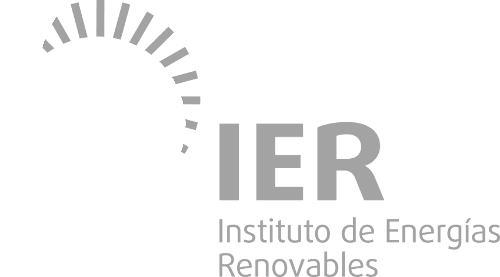 IER
Instituto de Energías
Renovables